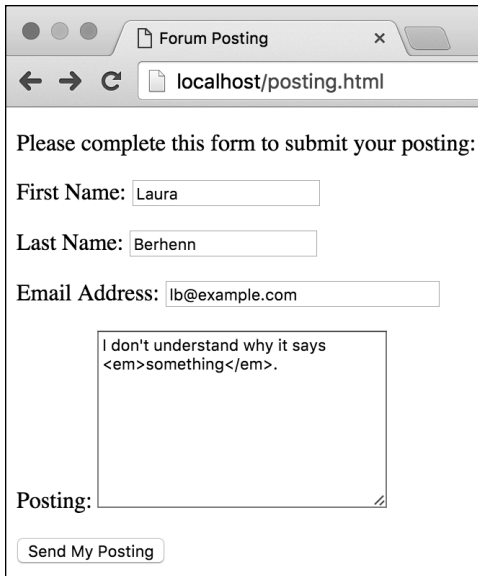 Forum Posting
localhost/posting.html
Please complete this form to submit your posting:
First Name: Laura
Last Name: Berhenn
Email Address: lb@example.com
I don't understand why it says
<em>something</em>.
Posting:
Send My Posting